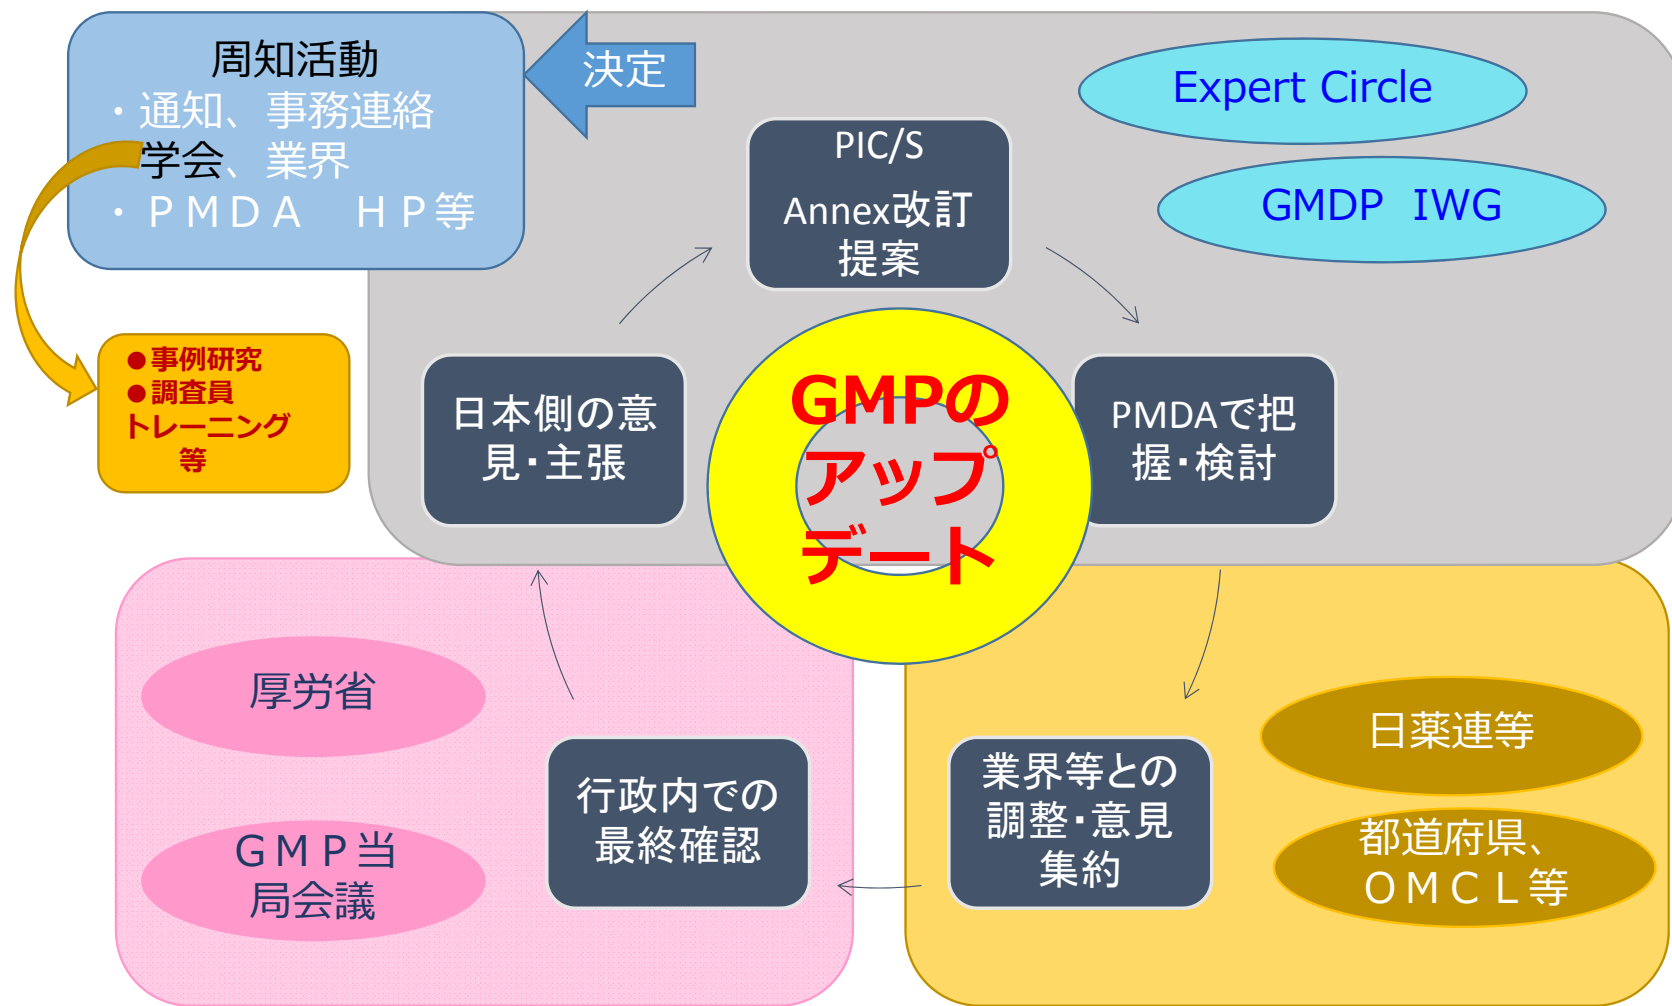 周知活動
・通知、事務連絡
学会、業界
・ＰＭＤＡ　ＨＰ等
決定
Expert Circle
GMDP IWG
PIC/S
Annex改訂
提案
●事例研究
●調査員
トレーニング
等
日本側の意
見・主張
GMPの
アップ
デート
PMDAで把
握・検討
厚労省
ＧＭＰ当
局会議
行政内での
最終確認
業界等との
調整・意見
集約
日薬連等
都道府県、
ＯＭＣＬ等